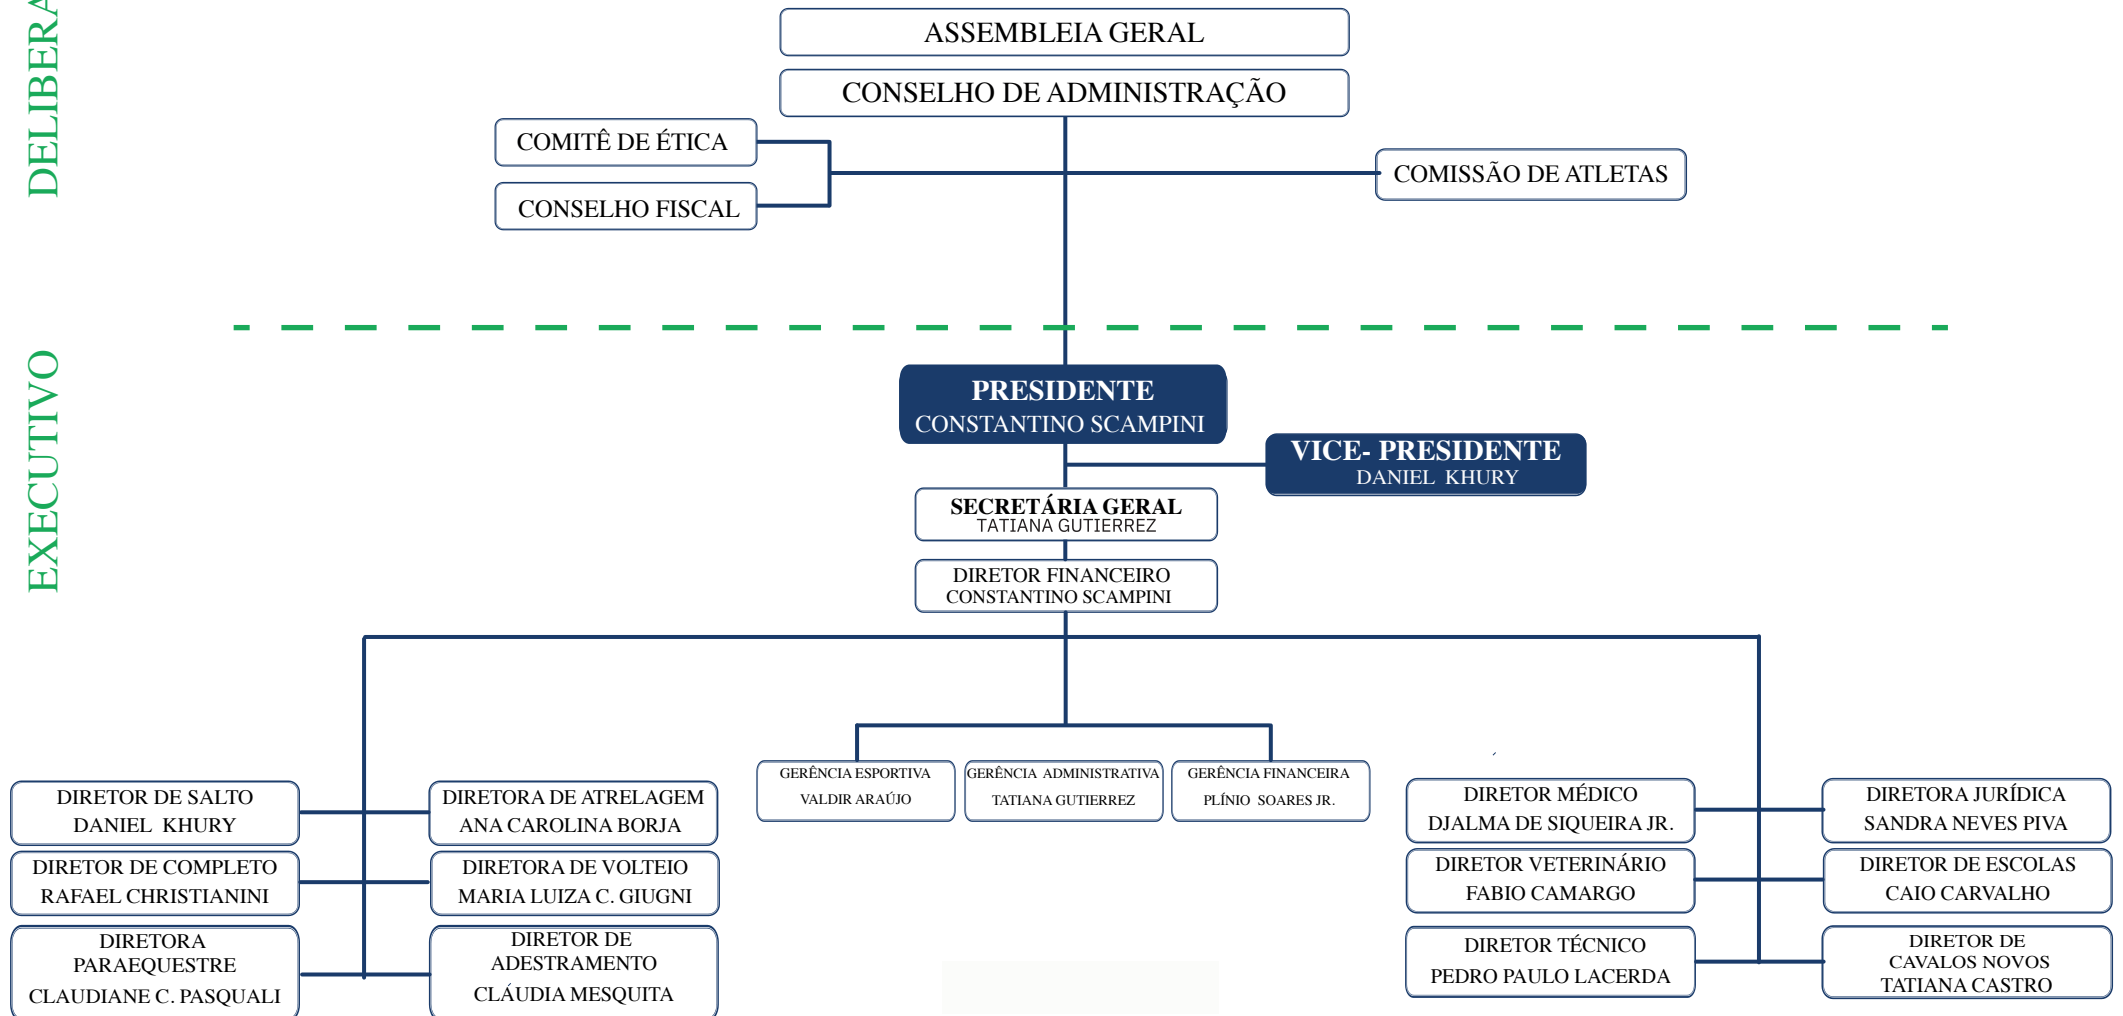 DELIBERA
ASSEMBLEIA GERAL
CONSELHO DE ADMINISTRAÇÃO
COMITÊ DE ÉTICA
CONSELHO FISCAL
COMISSÃO DE ATLETAS
EXECUTIVO
PRESIDENTE
CONSTANTINO SCAMPINI
VICE- PRESIDENTE
DANIEL KHURY
SECRETÁRIA GERAL
TATIANA GUTIERREZ
DIRETOR FINANCEIRO
CONSTANTINO SCAMPINI
GERÊNCIA ESPORTIVA
VALDIR ARAÚJO
GERÊNCIA ADMINISTRATIVA
TATIANA GUTIERREZ
GERÊNCIA FINANCEIRA
PLÍNIO SOARES JR.
DIRETOR DE SALTO
DANIEL KHURY
DIRETORA DE ATRELAGEM
ANA CAROLINA BORJA
DIRETOR DE COMPLETO
RAFAEL CHRISTIANINI
DIRETORA DE VOLTEIO
MARIA LUIZA C. GIUGNI
DIRETORA
PARAEQUESTRE
CLAUDIANE C. PASQUALI
DIRETOR DE
ADESTRAMENTO
CLÁUDIA MESQUITA
DIRETOR MÉDICO
DJALMA DE SIQUEIRA JR.
DIRETORA JURÍDICA
SANDRA NEVES PIVA
DIRETOR VETERINÁRIO
FABIO CAMARGO
DIRETOR DE ESCOLAS
CAIO CARVALHO
DIRETOR TÉCNICO
PEDRO PAULO LACERDA
DIRETOR DE
CAVALOS NOVOS
TATIANA CASTRO